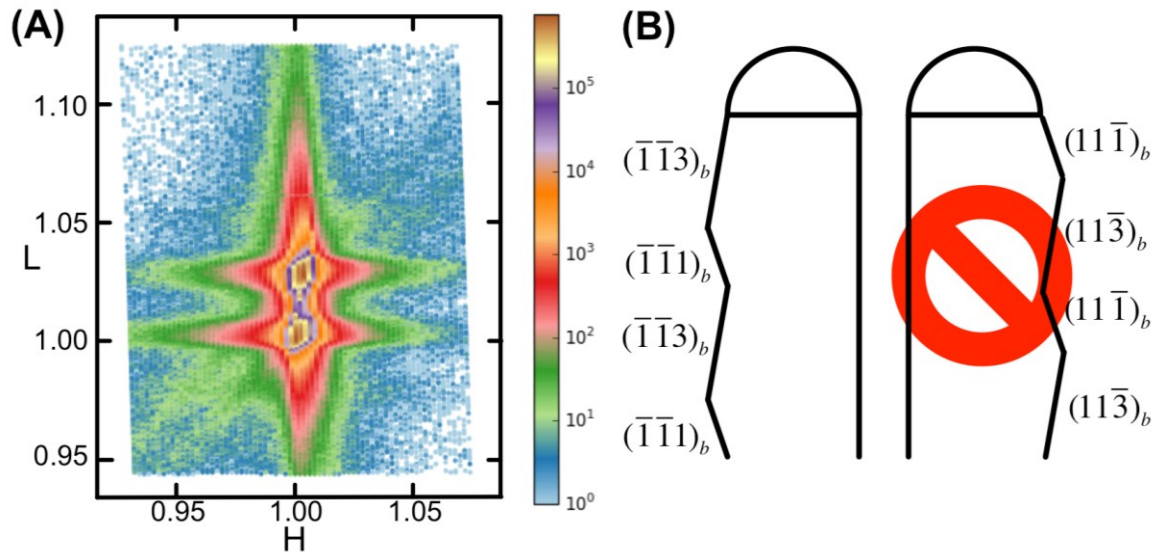 (A)
1.10
1.05
L
1.00
0.95
0.95
1.00
1.05
H
10⁵
10⁴
10³
10²
10¹
10⁰
(B)
(1̅1̅3)b
(1̅1̅1)b
(1̅1̅3)b
(1̅1̅1)b
(111̅)b
(113̅)b
(111̅)b
(113̅)b